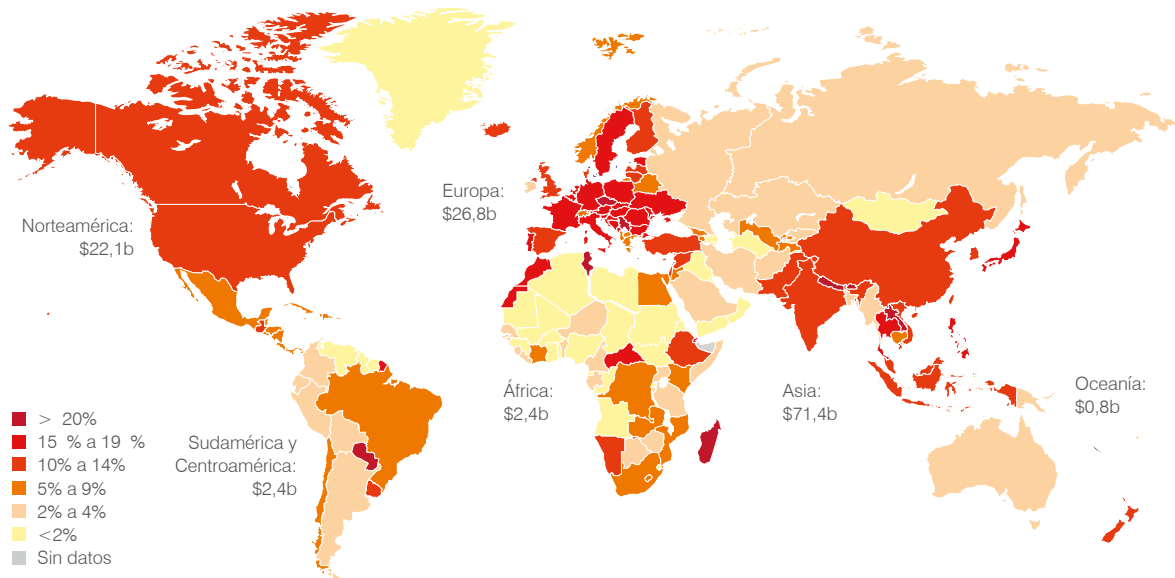 Norteamérica:
$22,1b
Europa:
$26,8b
África:
$2,4b
Asia:
$71,4b
Oceanía:
$0,8b
Sudamérica y
Centroamérica:
$2,4b
> 20%
15 % a 19 %
10% a 14%
5% a 9%
2% a 4%
<2%
Sin datos